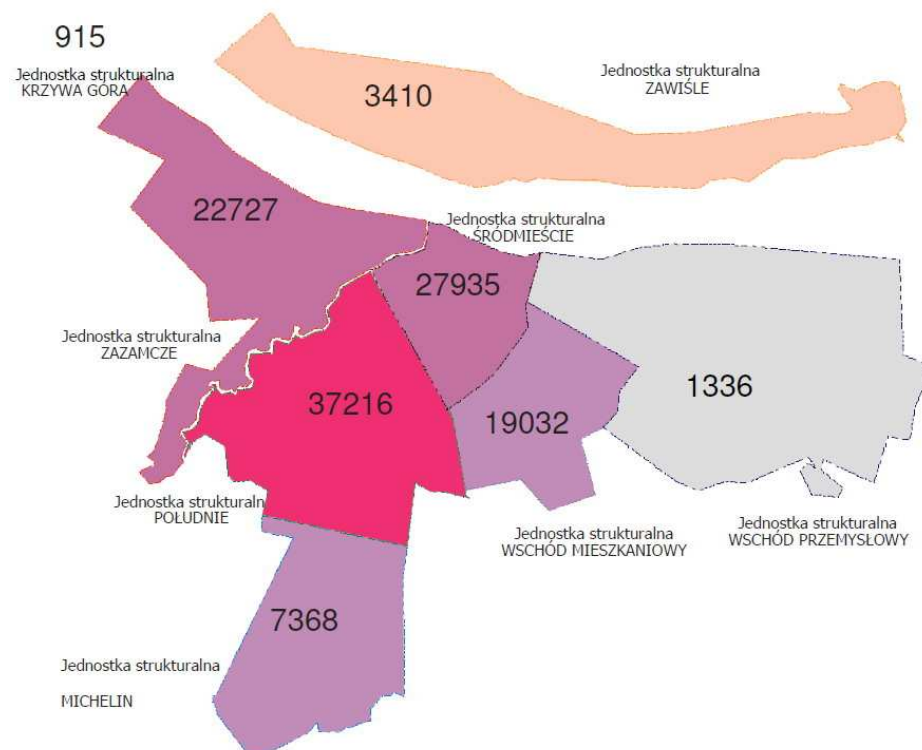 915
Jednostka strukturalna
KRZYWA GÓRA
3410
Jednostka strukturalna
ZAWIŚLE
22727
Jednostka strukturalna
ŚRÓDMIEŚCIE
27935
Jednostka strukturalna
ZAZAMCZE
37216
19032
1336
Jednostka strukturaln
POŁUDNIE
Jednostka strukturalna
WSCHÓD MIESZKANIOWY
Jednostka strukturalna
WSCHÓD PRZEMYSŁOWY
7368
Jednostka strukturalna
MICHELIN